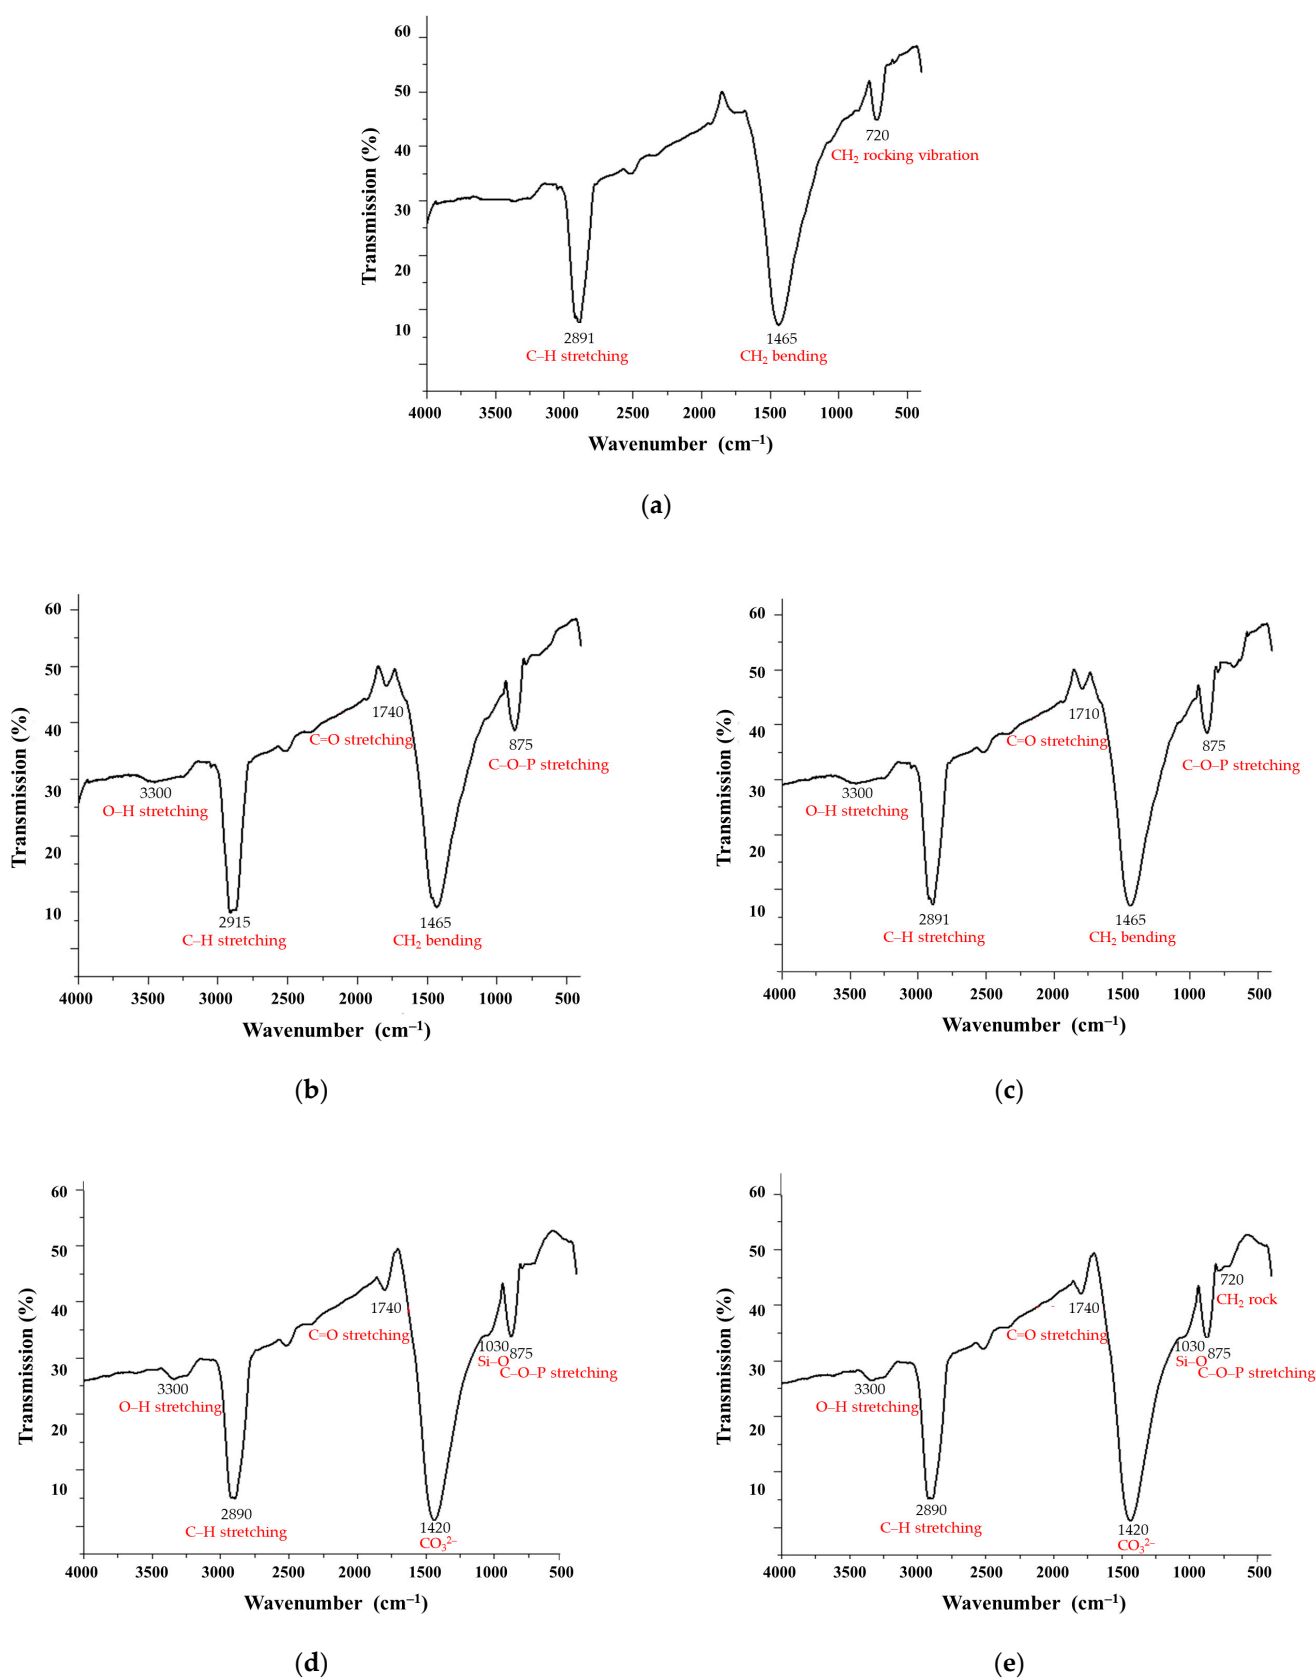 60
50
40
30
20
10
Transmission (%)
720
CH₂ rocking vibration
2891
C–H stretching
1465
CH₂ bending
4000 3500 3000 2500 2000 1500 1000 500
Wavenumber (cm⁻¹)
(a)
60
50
40
30
20
10
Transmission (%)
1740
C=O stretching
875
C–O–P stretching
3300
O–H stretching
2915
C–H stretching
1465
CH₂ bending
4000 3500 3000 2500 2000 1500 1000 500
Wavenumber (cm⁻¹)
(b)
60
50
40
30
20
10
Transmission (%)
1710
C=O stretching
875
C–O–P stretching
3300
O–H stretching
2891
C–H stretching
1465
CH₂ bending
4000 3500 3000 2500 2000 1500 1000 500
Wavenumber (cm⁻¹)
(c)
60
50
40
30
20
10
Transmission (%)
1740
C=O stretching
1030
Si–O
875
C–O–P stretching
3300
O–H stretching
2890
C–H stretching
1420
CO₃²⁻
4000 3500 3000 2500 2000 1500 1000 500
Wavenumber (cm⁻¹)
(d)
60
50
40
30
20
10
Transmission (%)
720
CH₂ rock
1740
C=O stretching
1030
Si–O
875
C–O–P stretching
3300
O–H stretching
2890
C–H stretching
1420
CO₃²⁻
4000 3500 3000 2500 2000 1500 1000 500
Wavenumber (cm⁻¹)
(e)